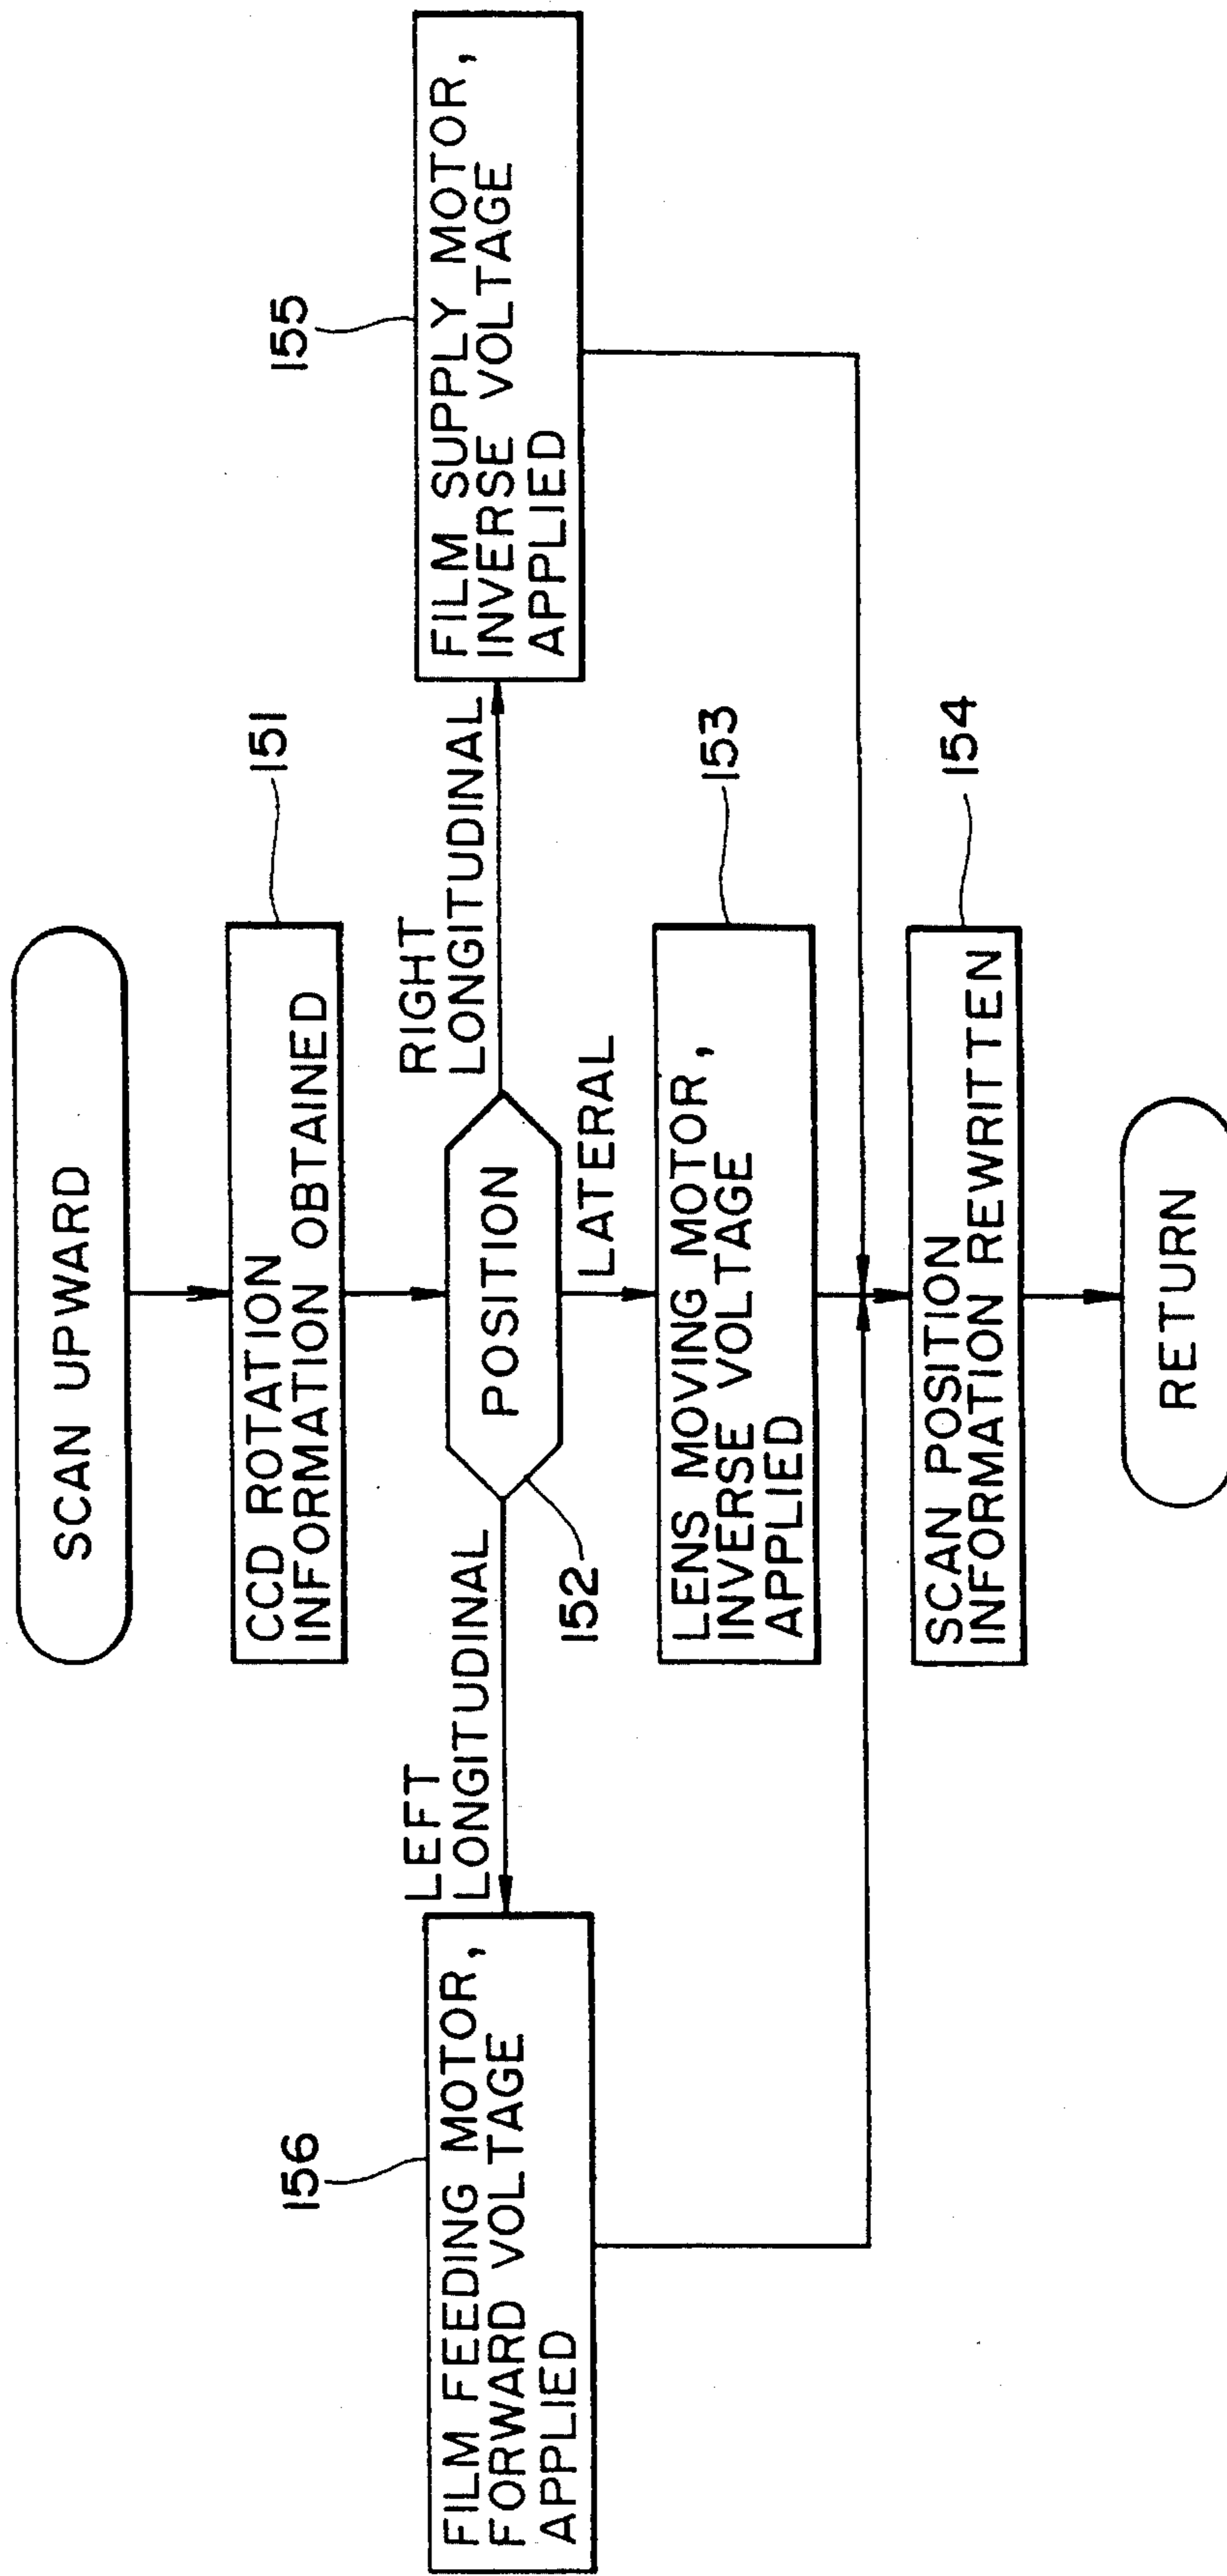 SCAN UPWARD
CCD ROTATION
INFORMATION OBTAINED
151
POSITION
152
LEFT
LONGITUDINAL
RIGHT
LONGITUDINAL
LATERAL
FILM FEEDING MOTOR,
FORWARD VOLTAGE
APPLIED
156
LENS MOVING MOTOR,
INVERSE VOLTAGE
APPLIED
153
FILM SUPPLY MOTOR,
INVERSE VOLTAGE
APPLIED
155
SCAN POSITION
INFORMATION REWRITTEN
154
RETURN